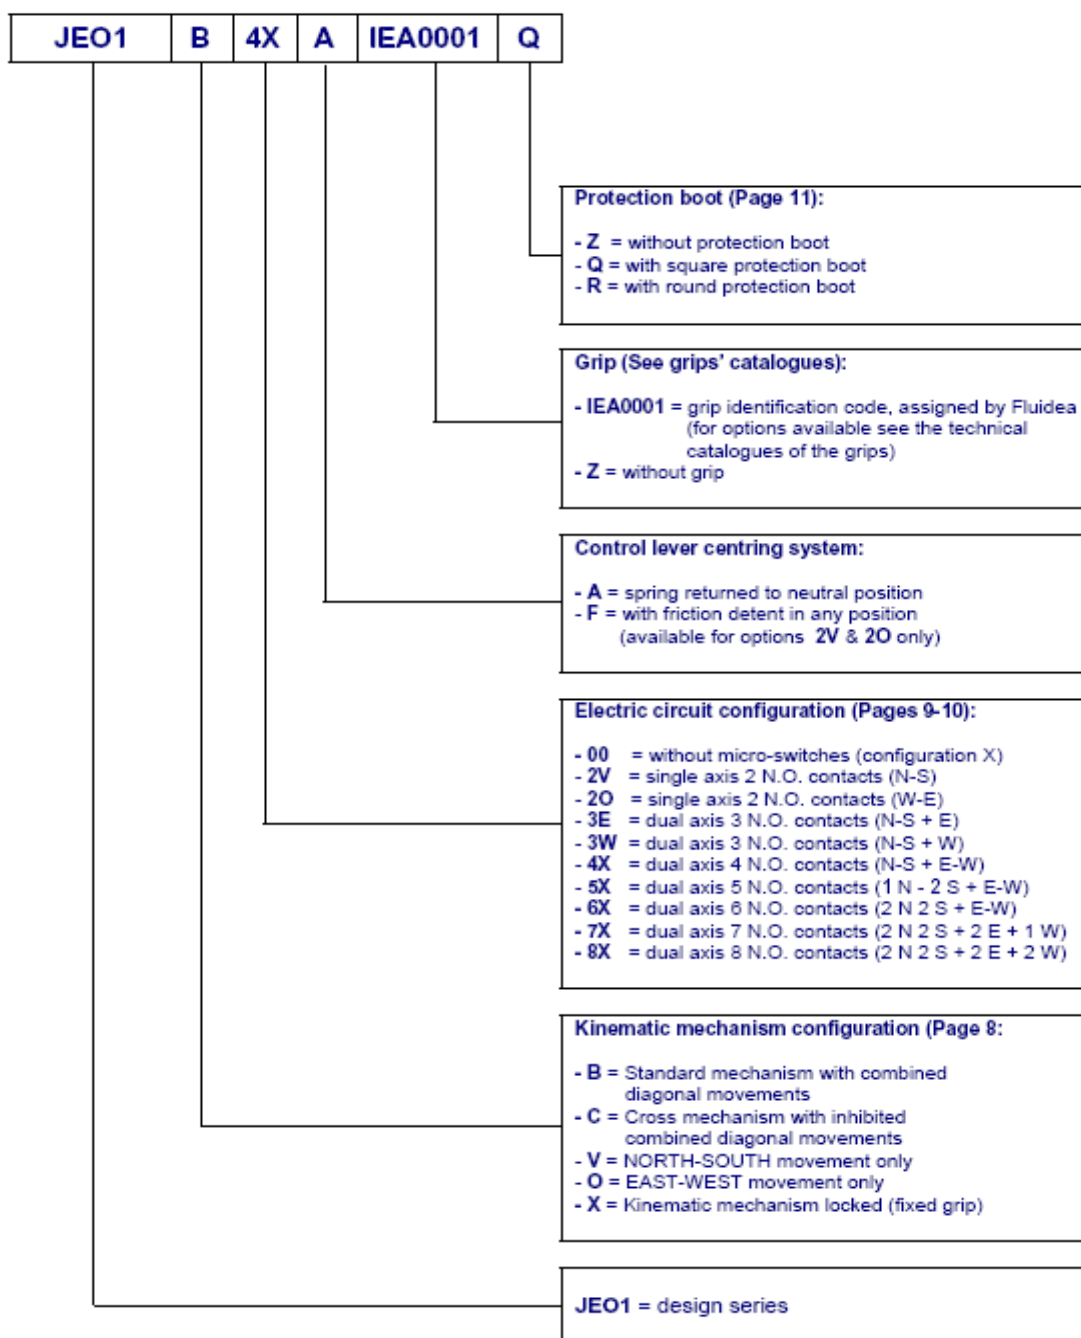 JEO1 B 4X A IEA0001 Q
Protection boot (Page 11):
- Z = without protection boot
- Q = with square protection boot
- R = with round protection boot
Grip (See grips' catalogues):
- IEA0001 = grip identification code, assigned by Fluidea
(for options available see the technical
catalogues of the grips)
- Z = without grip
Control lever centring system:
- A = spring returned to neutral position
- F = with friction detent in any position
(available for options 2V & 2O only)
Electric circuit configuration (Pages 9-10):
- 00 = without micro-switches (configuration X)
- 2V = single axis 2 N.O. contacts (N-S)
- 2O = single axis 2 N.O. contacts (W-E)
- 3E = dual axis 3 N.O. contacts (N-S + E)
- 3W = dual axis 3 N.O. contacts (N-S + W)
- 4X = dual axis 4 N.O. contacts (N-S + E-W)
- 5X = dual axis 5 N.O. contacts (1 N - 2 S + E-W)
- 6X = dual axis 6 N.O. contacts (2 N 2 S + E-W)
- 7X = dual axis 7 N.O. contacts (2 N 2 S + 2 E + 1 W)
- 8X = dual axis 8 N.O. contacts (2 N 2 S + 2 E + 2 W)
Kinematic mechanism configuration (Page 8:
- B = Standard mechanism with combined
diagonal movements
- C = Cross mechanism with inhibited
combined diagonal movements
- V = NORTH-SOUTH movement only
- O = EAST-WEST movement only
- X = Kinematic mechanism locked (fixed grip)
JEO1 = design series